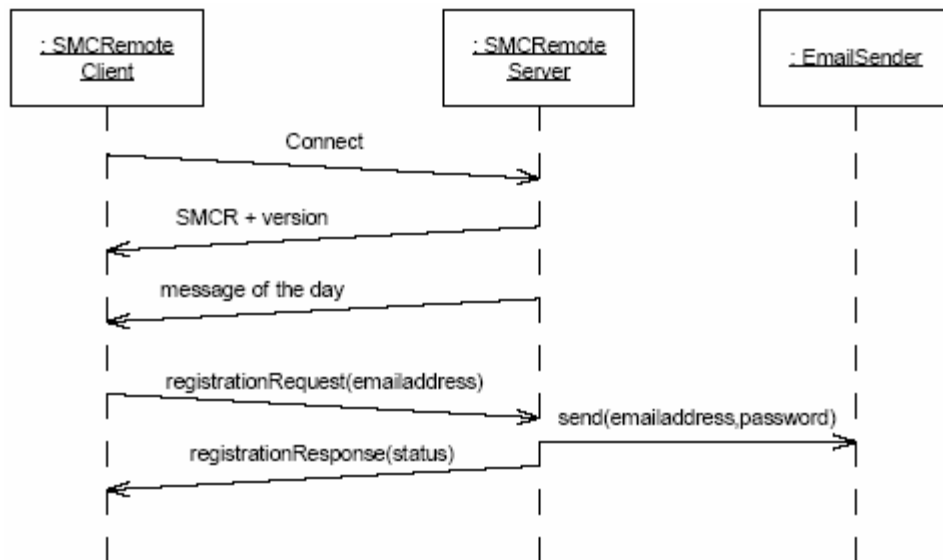 : SMCRemote
Client
: SMCRemote
Server
: EmailSender
Connect
SMCR + version
message of the day
registrationRequest(emailaddress)
send(emailaddress,password)
registrationResponse(status)